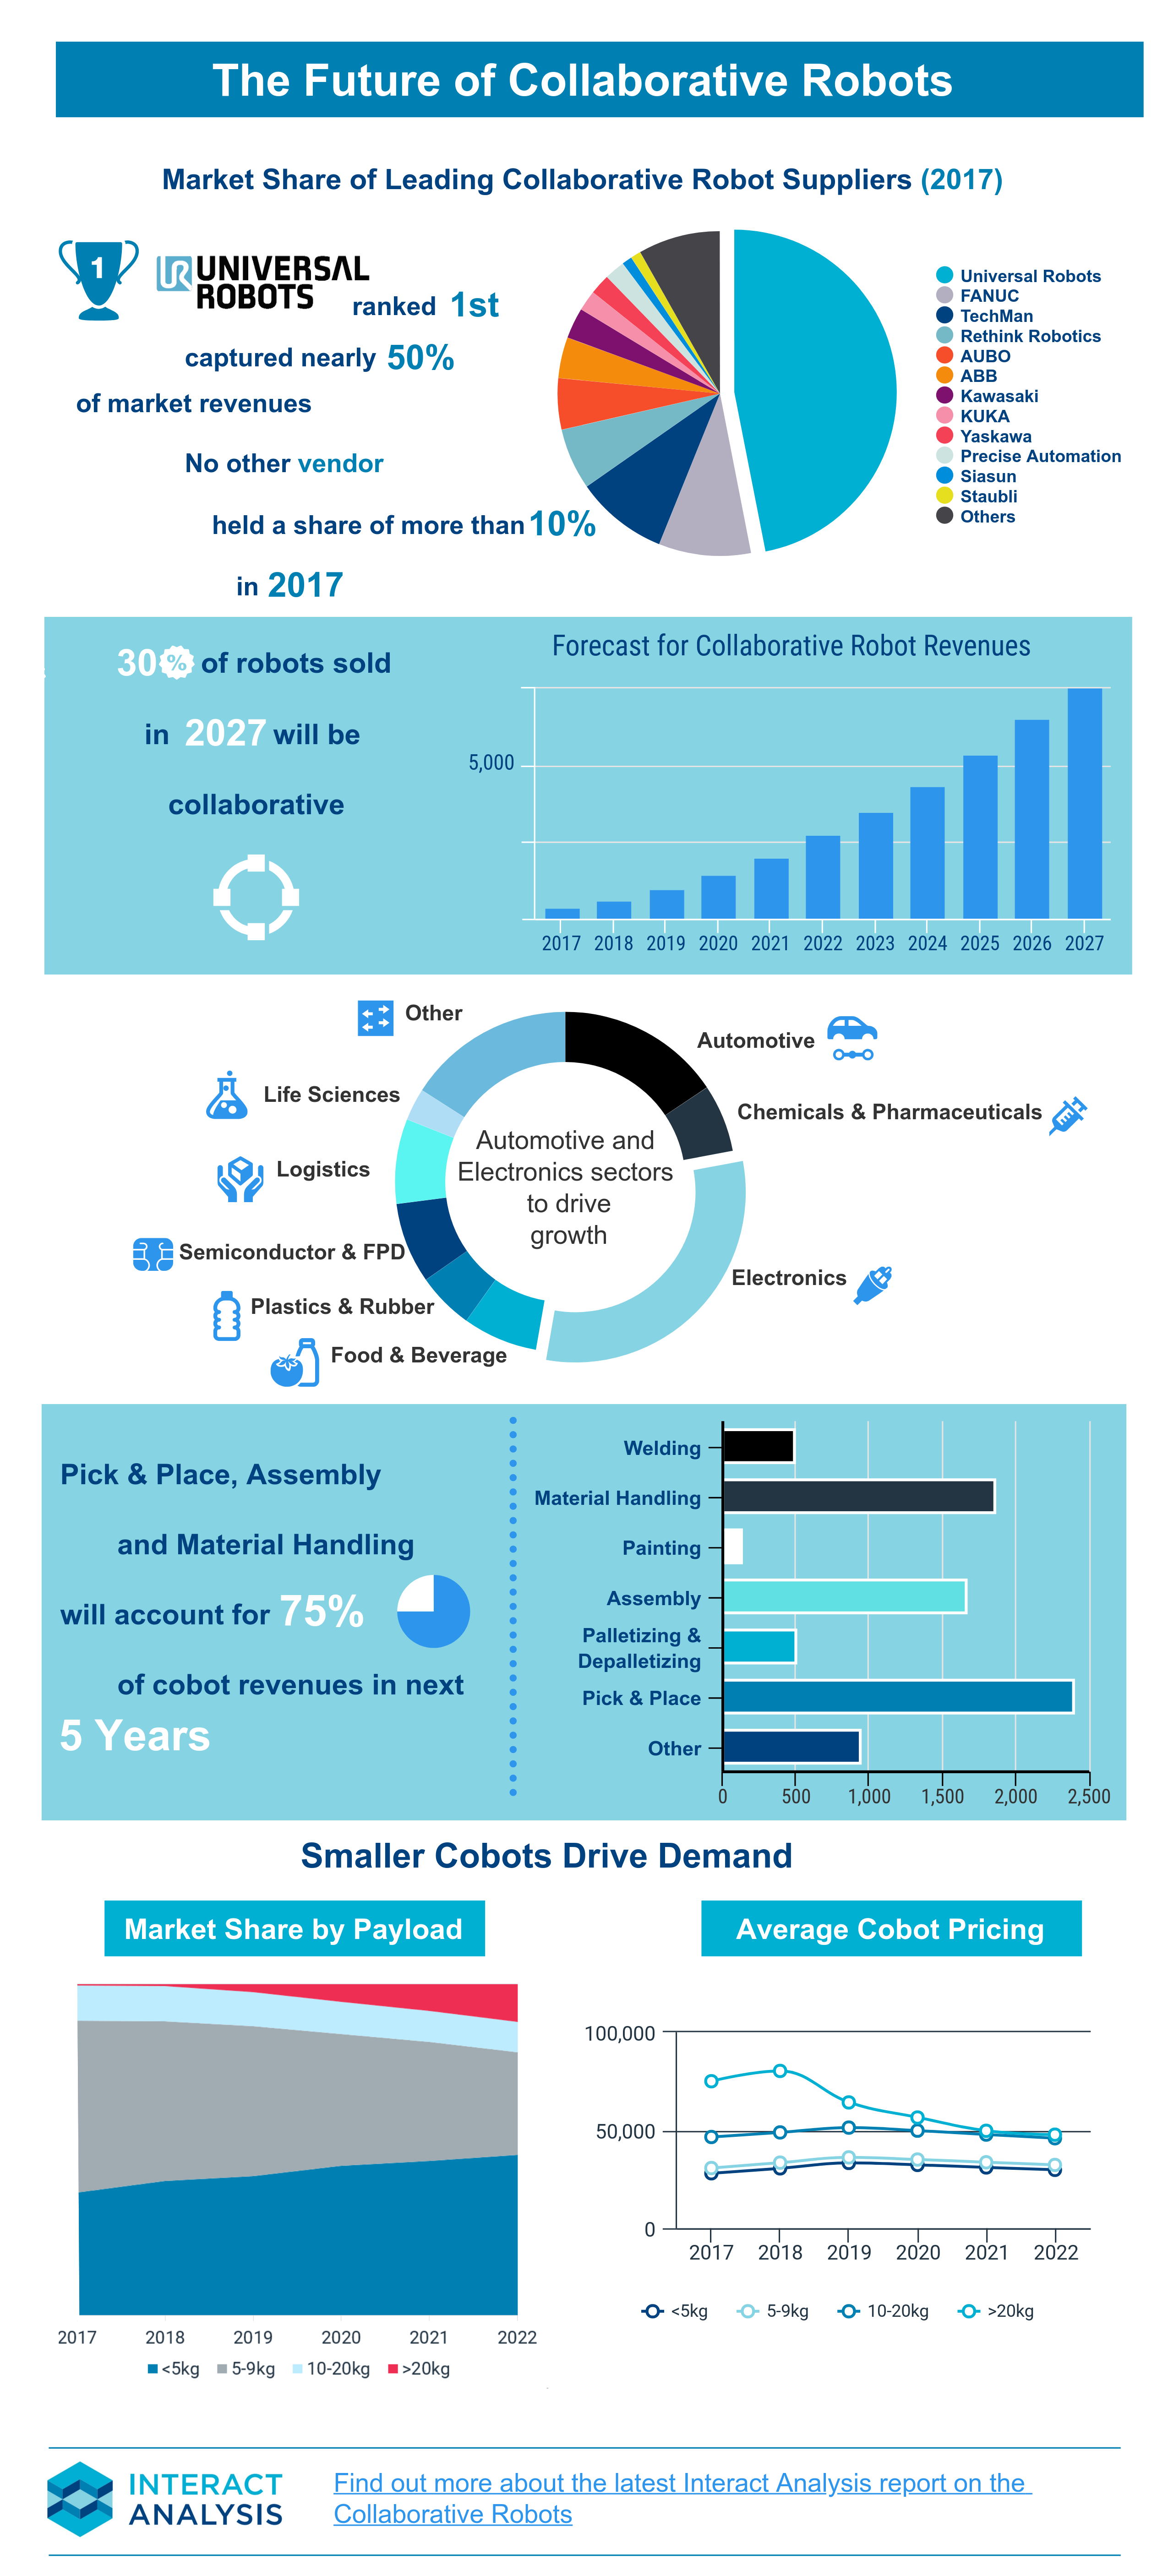 The Future of Collaborative Robots
Market Share of Leading Collaborative Robot Suppliers (2017)
1
UR UNIVERSAL
ROBOTS
ranked 1st
captured nearly 50%
of market revenues
No other vendor
held a share of more than 10%
in 2017
Universal Robots
FANUC
TechMan
Rethink Robotics
AUBO
ABB
Kawasaki
KUKA
Yaskawa
Precise Automation
Siasun
Staubli
Others
30% of robots sold
in 2027 will be
collaborative
Forecast for Collaborative Robot Revenues
5,000
2017 2018 2019 2020 2021 2022 2023 2024 2025 2026 2027
Other
Automotive
Life Sciences
Chemicals & Pharmaceuticals
Logistics
Semiconductor & FPD
Electronics
Plastics & Rubber
Food & Beverage
Automotive and
Electronics sectors
to drive
growth
Pick & Place, Assembly
and Material Handling
will account for 75%
of cobot revenues in next
5 Years
Welding
Material Handling
Painting
Assembly
Palletizing &
Depalletizing
Pick & Place
Other
0 500 1,000 1,500 2,000 2,500
Smaller Cobots Drive Demand
Market Share by Payload
2017 2018 2019 2020 2021 2022
<5kg 5-9kg 10-20kg >20kg
Average Cobot Pricing
100,000
50,000
0
2017 2018 2019 2020 2021 2022
<5kg 5-9kg 10-20kg >20kg
INTERACT
ANALYSIS
Find out more about the latest Interact Analysis report on the
Collaborative Robots